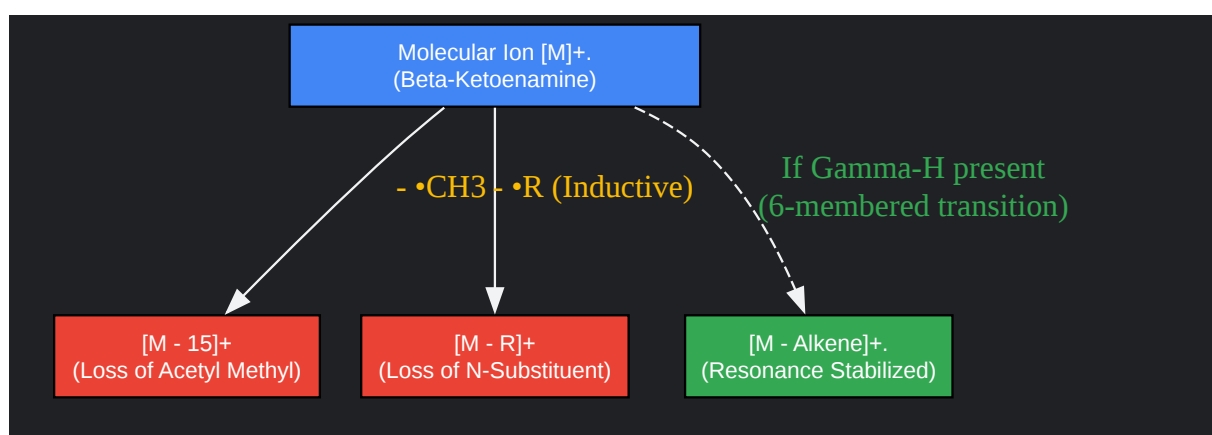 Molecular Ion [M]+.
(Beta-Ketoenamine)
- •CH3
- •R (Inductive)
If Gamma-H present
(6-membered transition)
[M - 15]+
(Loss of Acetyl Methyl)
[M - R]+
(Loss of N-Substituent)
[M - Alkene]+.
(Resonance Stabilized)